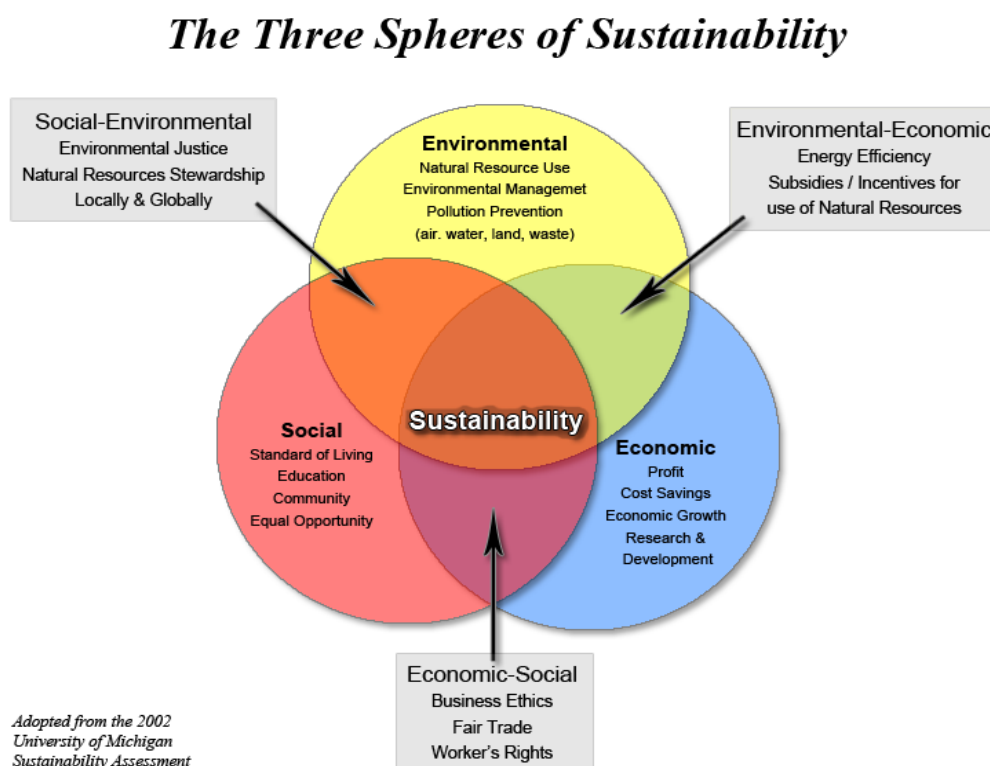 The Three Spheres of Sustainability
Social-Environmental
Environmental Justice
Natural Resources Stewardship
Locally & Globally
Environmental
Natural Resource Use
Environmental Managemet
Pollution Prevention
(air. water, land, waste)
Environmental-Economic
Energy Efficiency
Subsidies / Incentives for
use of Natural Resources
Sustainability
Social
Standard of Living
Education
Community
Equal Opportunity
Economic
Profit
Cost Savings
Economic Growth
Research &
Development
Economic-Social
Business Ethics
Fair Trade
Worker's Rights
Adopted from the 2002
University of Michigan
Sustainability Assessment